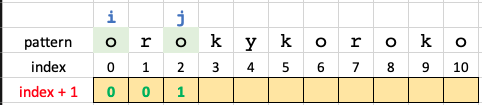 i j
pattern o r o k y k o r o k o
index 0 1 2 3 4 5 6 7 8 9 10
index + 1 0 0 1